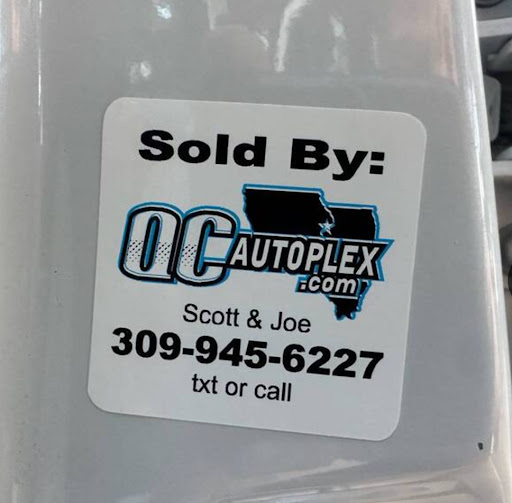 Sold By:
QC AUTOPLEX
.com
Scott & Joe
309-945-6227
txt or call